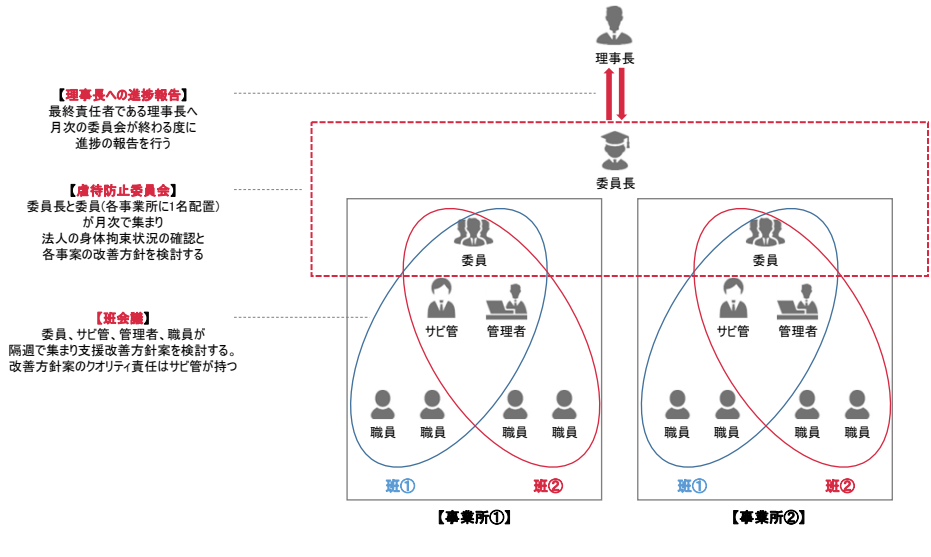 理事長
【理事長への進捗報告】
最終責任者である理事長へ
月次の委員会が終わる度に
進捗の報告を行う
委員長
【虐待防止委員会】
委員長と委員(各事業所に1名配置)
が月次で集まり
法人の身体拘束状況の確認と
各事案の改善方針を検討する
委員
委員
サビ管
管理者
サビ管
管理者
【班会議】
委員、サビ管、管理者、職員が
隔週で集まり支援改善方針案を検討する。
改善方針案のクオリティ責任はサビ管が持つ
職員
職員
職員
職員
職員
職員
職員
職員
班①
班②
班①
班②
【事業所①】
【事業所②】